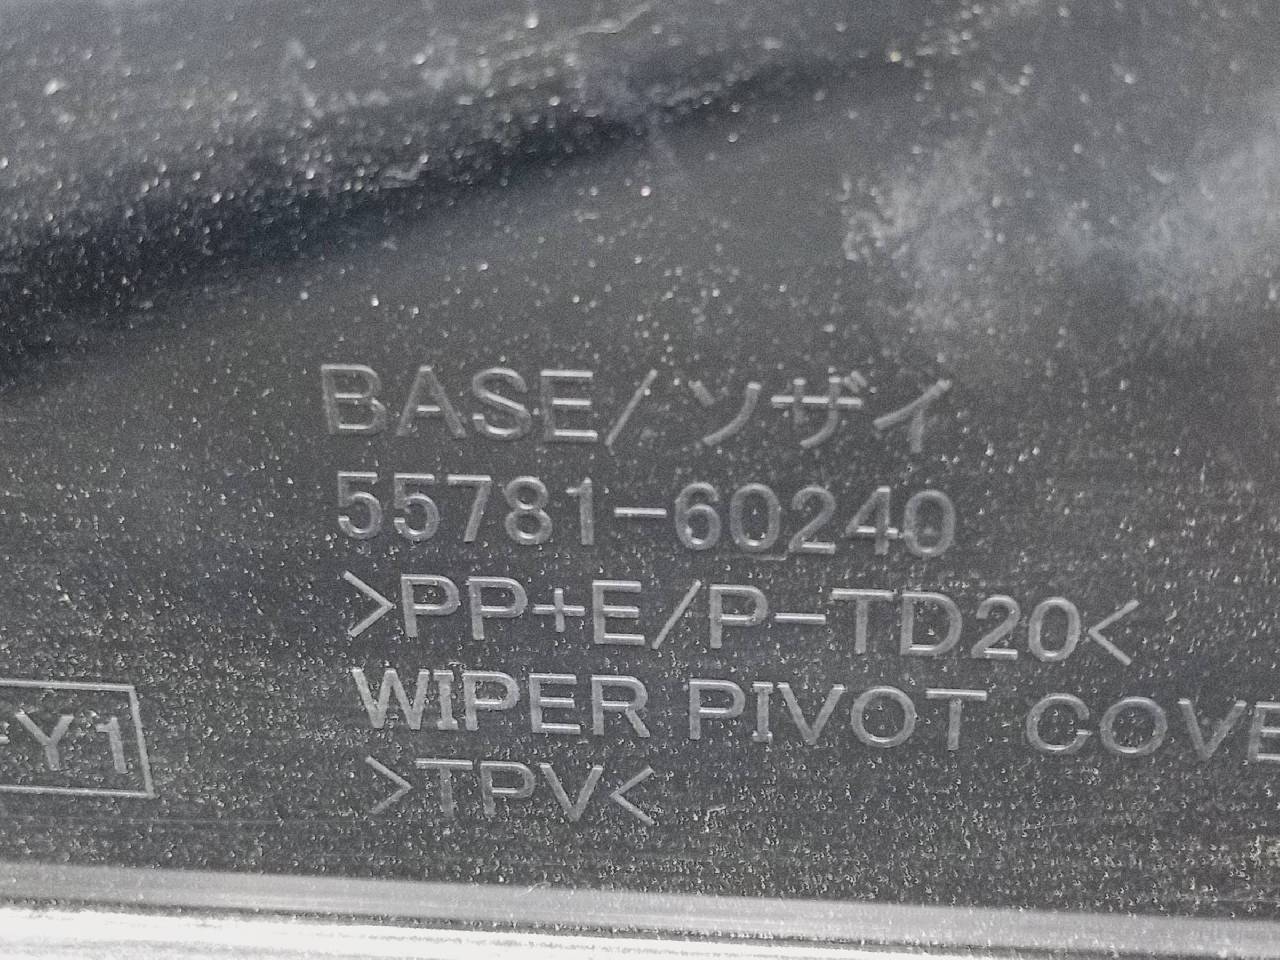 BASE/ソザイ
55781-60240
>PP+E/P-TD20<
WIPER PIVOT COVE
>TPV<
Y1